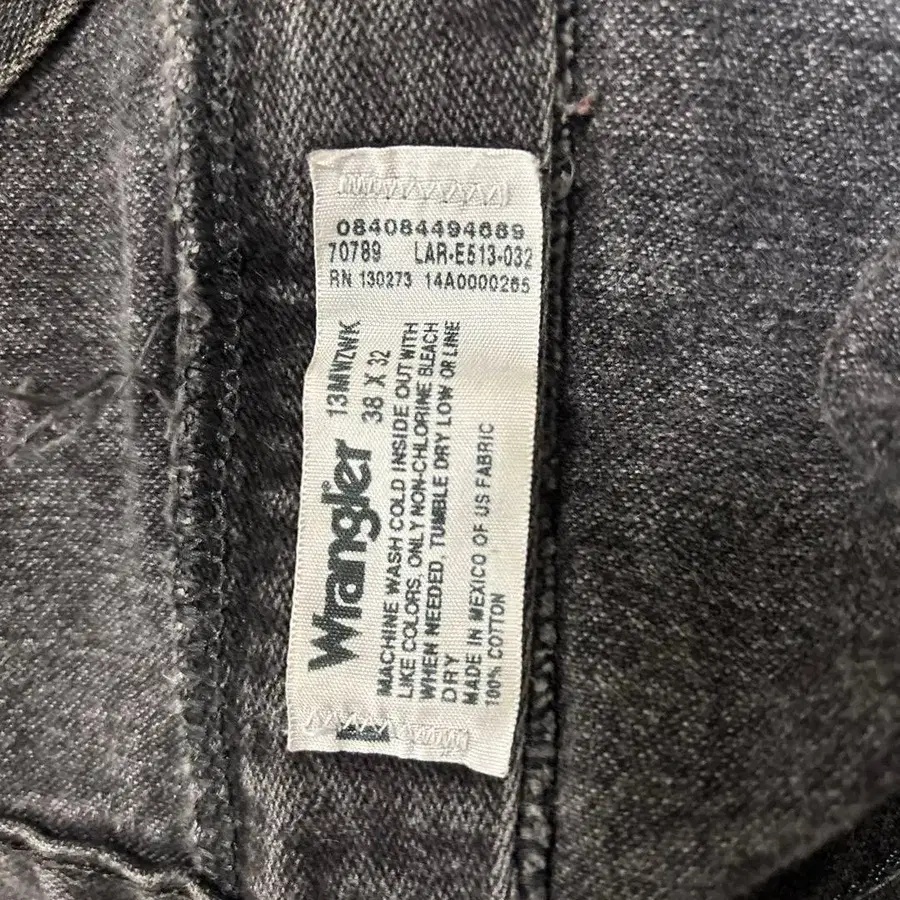 084084494689
70789 LAR-E513-032
RN 130273 14A0000265
Wrangler 13MWZWK
38 X 32
MACHINE WASH COLD INSIDE OUT WITH
LIKE COLORS, ONLY NON-CHLORINE BLEACH
WHEN NEEDED, TUMBLE DRY LOW OR LINE
DRY
MADE IN MEXICO OF US FABRIC
100% COTTON